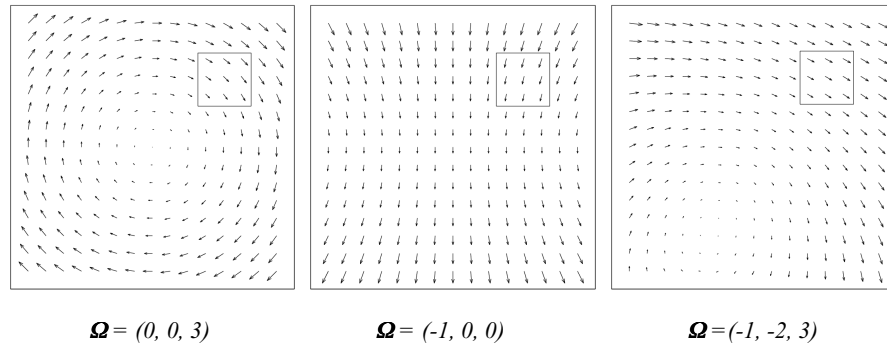 Ω = (0, 0, 3)
Ω = (-1, 0, 0)
Ω = (-1, -2, 3)